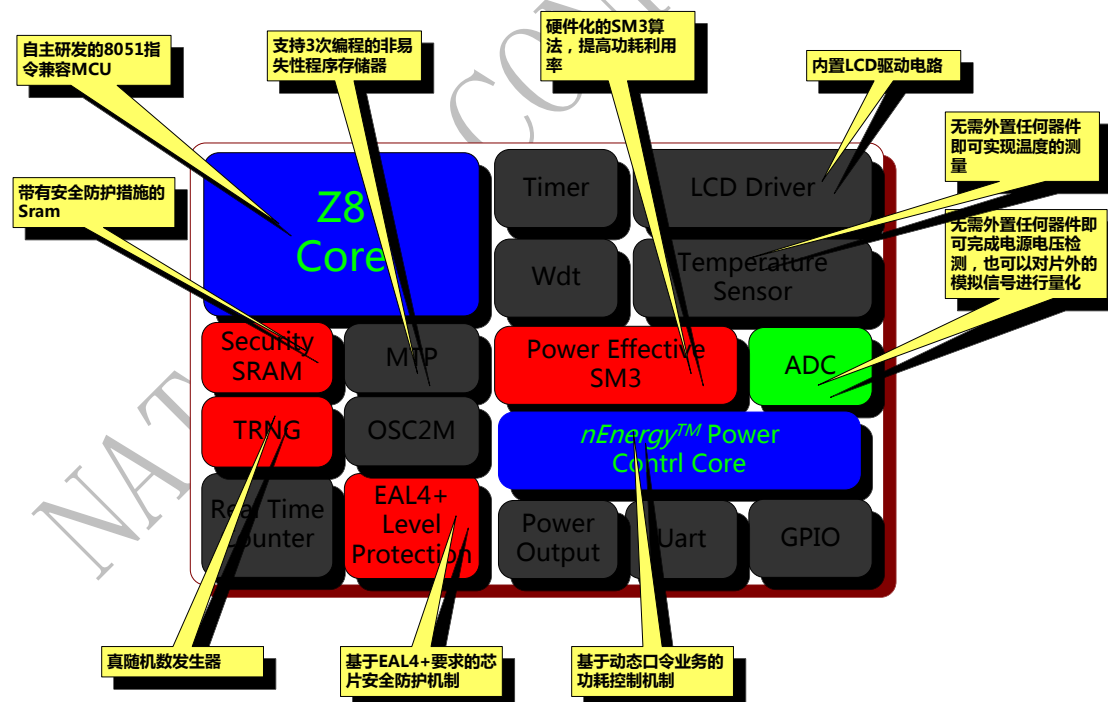 自主研发的8051指
令兼容MCU
支持3次编程的非易
失性程序存储器
硬件化的SM3算
法，提高功耗利用
率
内置LCD驱动电路
无需外置任何器件
即可实现温度的测
量
带有安全防护措施的
Sram
无需外置任何器件即
可完成电源电压检
测，也可以对片外的
模拟信号进行量化
Z8
Core
Timer
LCD Driver
Wdt
Temperature
Sensor
Security
SRAM
MTP
Power Effective
SM3
ADC
TRNG
OSC2M
nEnergy™ Power
Contrl Core
Real Time
Counter
EAL4+
Level
Protection
Power
Output
Uart
GPIO
真随机数发生器
基于EAL4+要求的芯
片安全防护机制
基于动态口令业务的
功耗控制机制